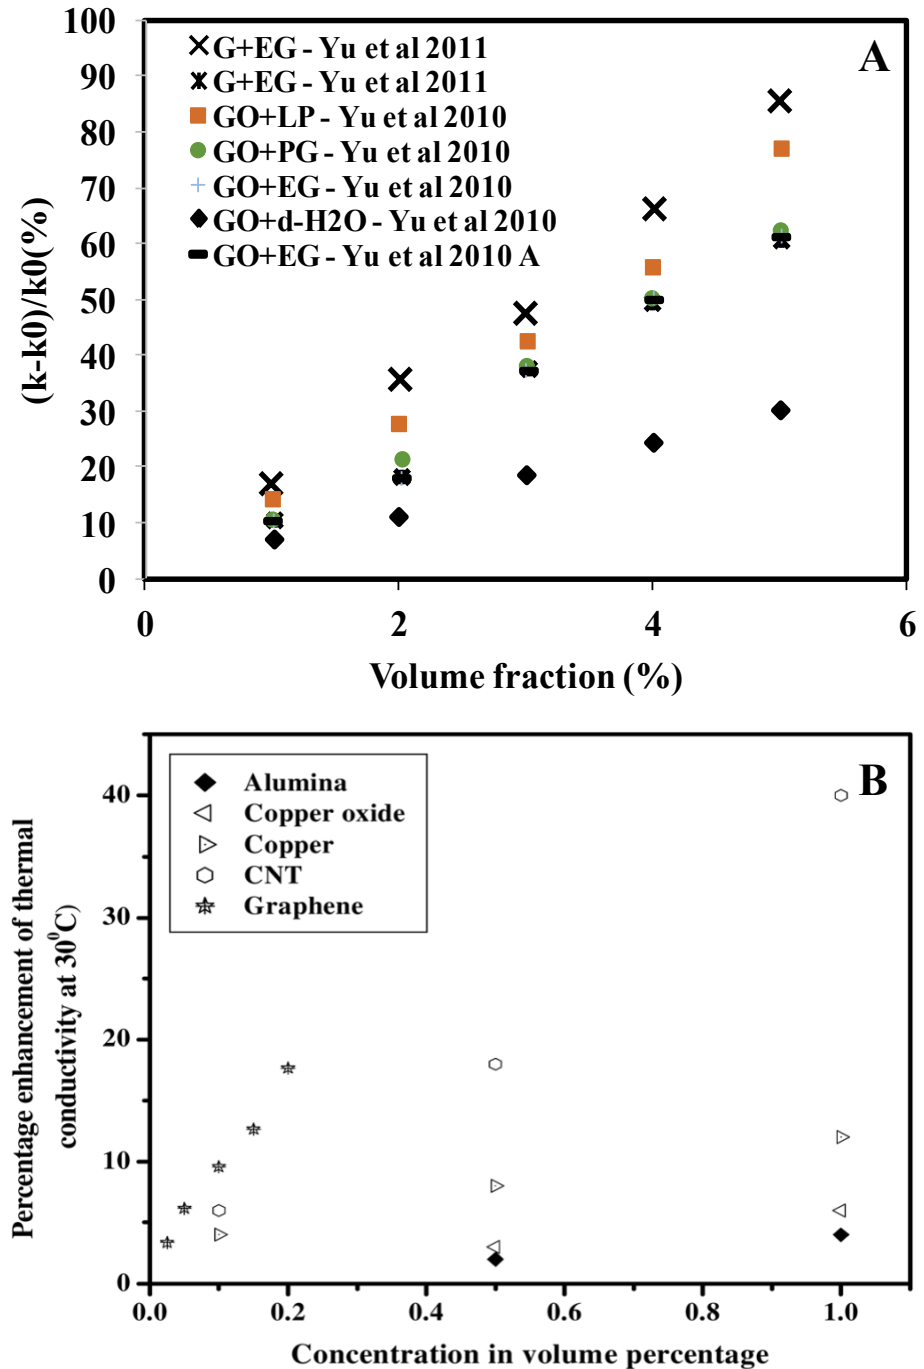 100
90
80
70
60
50
40
30
20
10
0
(k-k0)/k0(%)
A
G+EG - Yu et al 2011
G+EG - Yu et al 2011
GO+LP - Yu et al 2010
GO+PG - Yu et al 2010
GO+EG - Yu et al 2010
GO+d-H2O - Yu et al 2010
GO+EG - Yu et al 2010 A
0 2 4 6
Volume fraction (%)
B
Alumina
Copper oxide
Copper
CNT
Graphene
40
30
20
10
0
Percentage enhancement of thermal
conductivity at 30⁰C)
0.0 0.2 0.4 0.6 0.8 1.0
Concentration in volume percentage